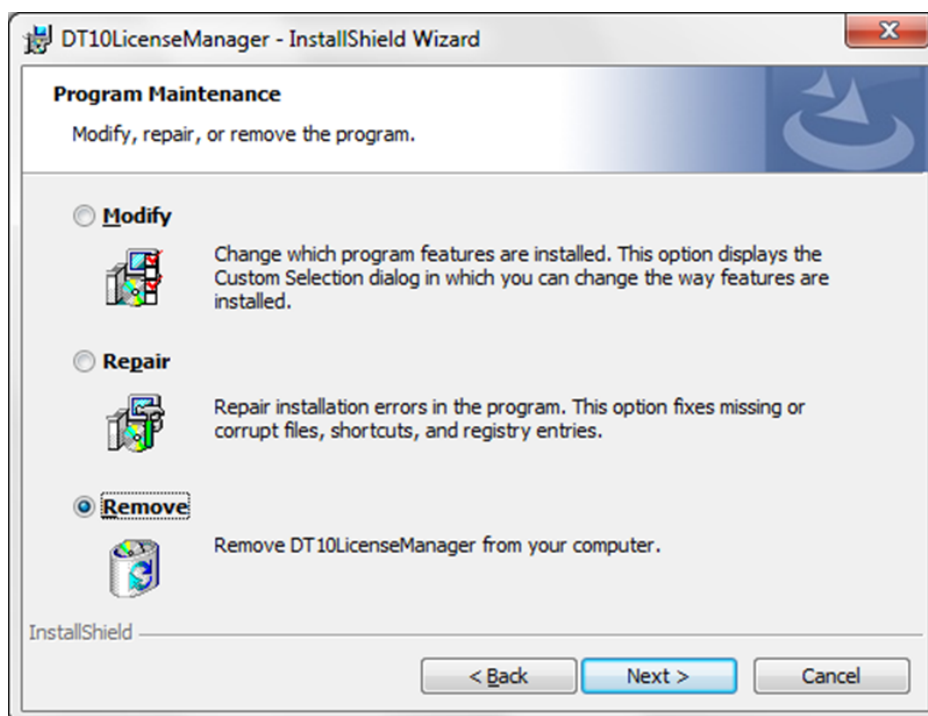 DT10LicenseManager - InstallShield Wizard
Program Maintenance
Modify, repair, or remove the program.
Modify
Change which program features are installed. This option displays the
Custom Selection dialog in which you can change the way features are
installed.
Repair
Repair installation errors in the program. This option fixes missing or
corrupt files, shortcuts, and registry entries.
Remove
Remove DT10LicenseManager from your computer.
InstallShield
< Back
Next >
Cancel